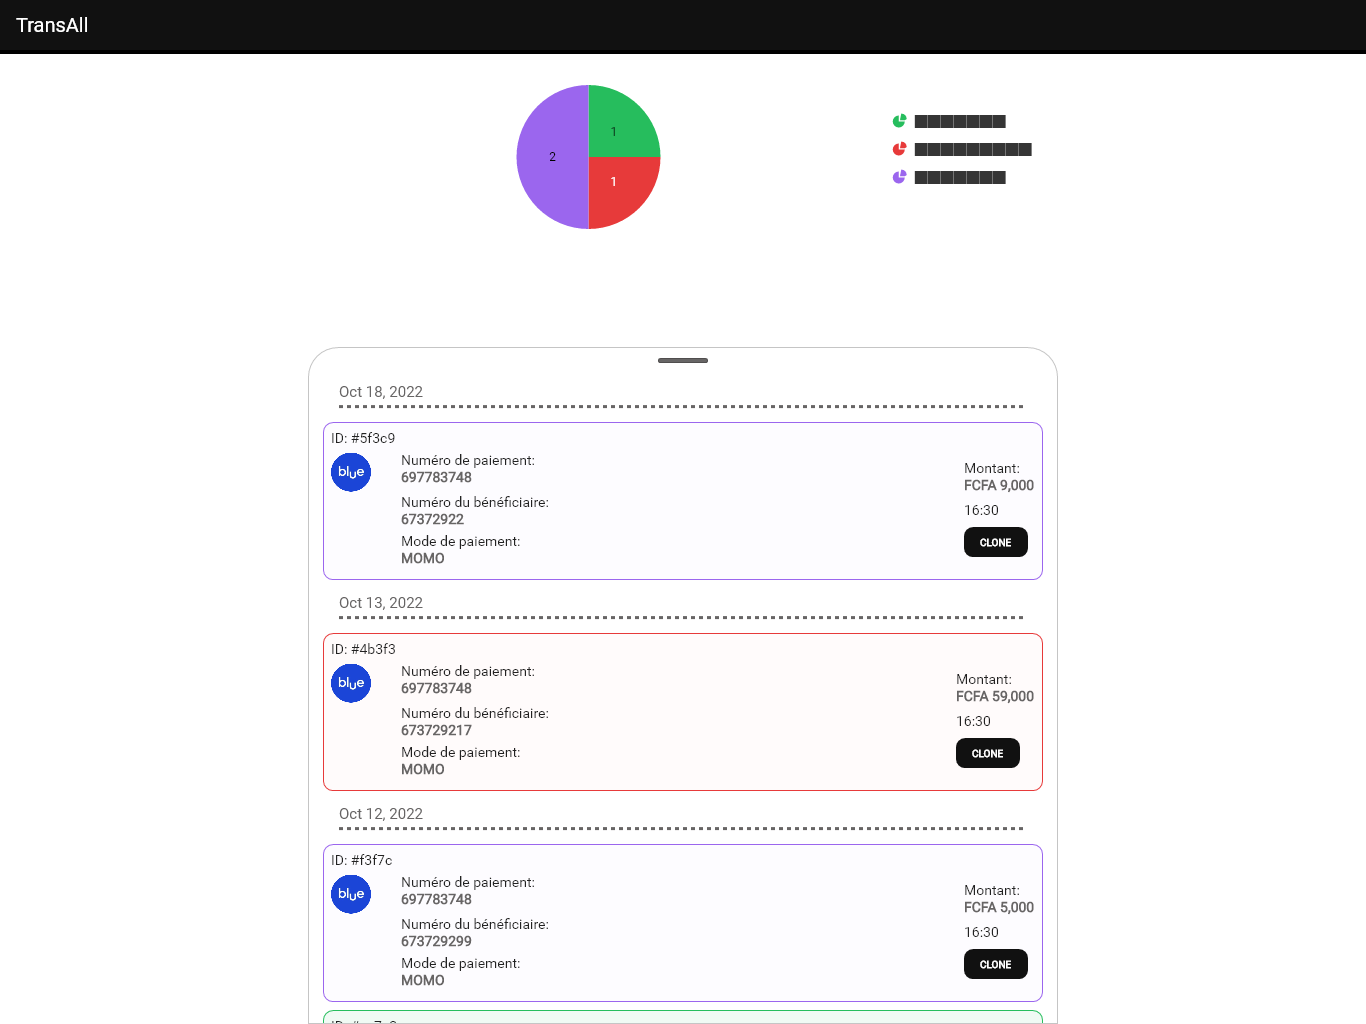 TransAll
1
2
1
Oct 18, 2022
ID: #5f3c9
blue
Numéro de paiement:
697783748
Numéro du bénéficiaire:
67372922
Mode de paiement:
MOMO
Montant:
FCFA 9,000
16:30
CLONE
Oct 13, 2022
ID: #4b3f3
blue
Numéro de paiement:
697783748
Numéro du bénéficiaire:
673729217
Mode de paiement:
MOMO
Montant:
FCFA 59,000
16:30
CLONE
Oct 12, 2022
ID: #f3f7c
blue
Numéro de paiement:
697783748
Numéro du bénéficiaire:
673729299
Mode de paiement:
MOMO
Montant:
FCFA 5,000
16:30
CLONE